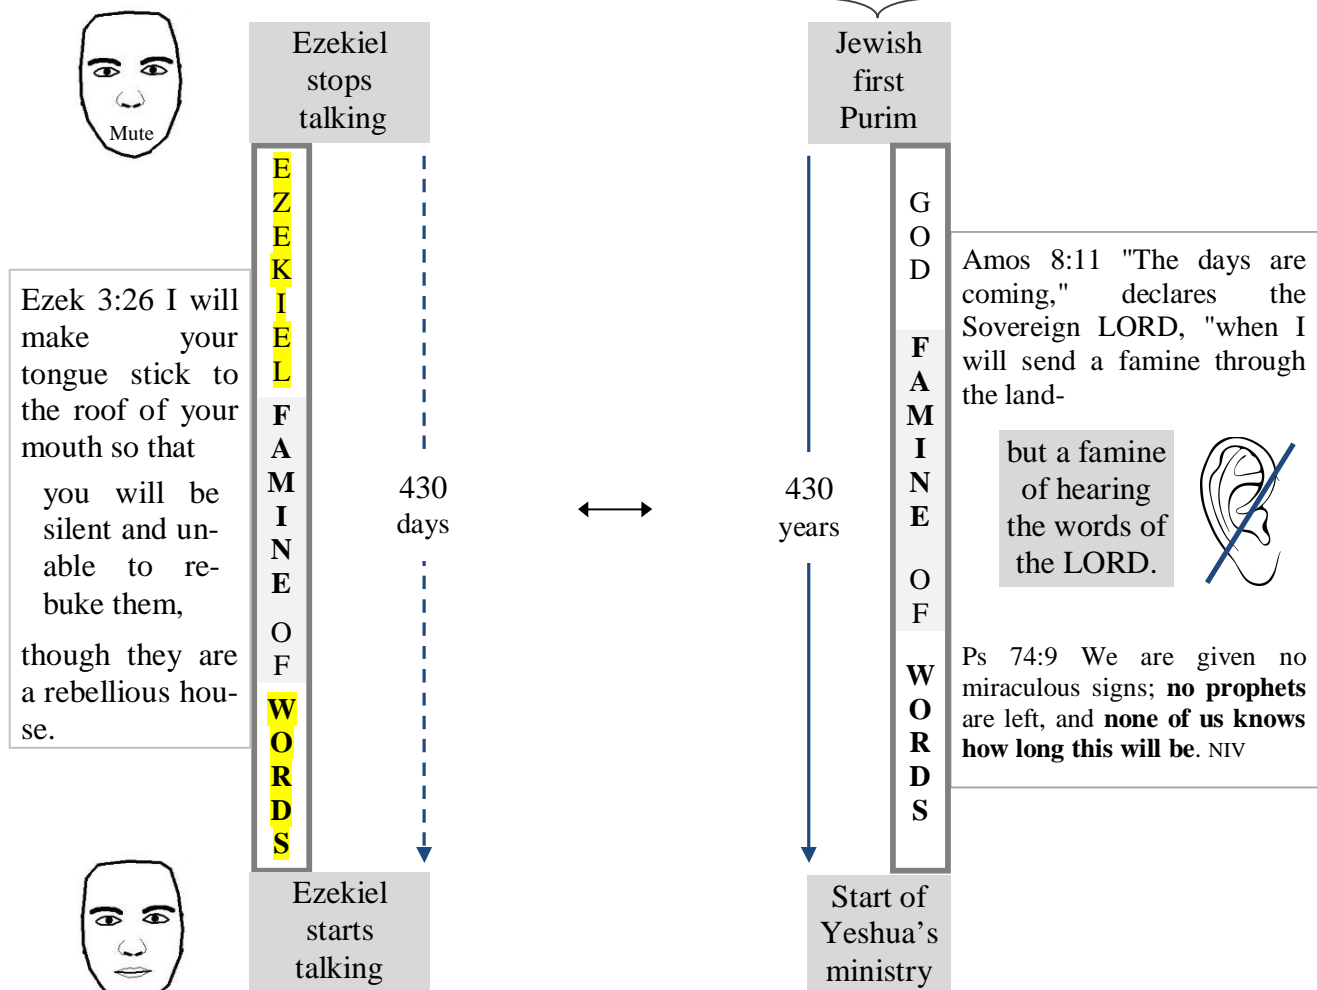 Mute
Ezekiel
stops
talking
Jewish
first
Purim
Ezek 3:26 I will
make your
tongue stick to
the roof of your
mouth so that
you will be
silent and un-
able to re-
buke them,
though they are
a rebellious hou-
se.
E
Z
E
K
I
E
L
F
A
M
I
N
E
O
F
W
O
R
D
S
430
days
430
years
G
O
D
F
A
M
I
N
E
O
F
W
O
R
D
S
Amos 8:11 "The days are
coming," declares the
Sovereign LORD, "when I
will send a famine through
the land-
but a famine
of hearing
the words of
the LORD.
Ps 74:9 We are given no
miraculous signs; no prophets
are left, and none of us knows
how long this will be. NIV
Ezekiel
starts
talking
Start of
Yeshua’s
ministry